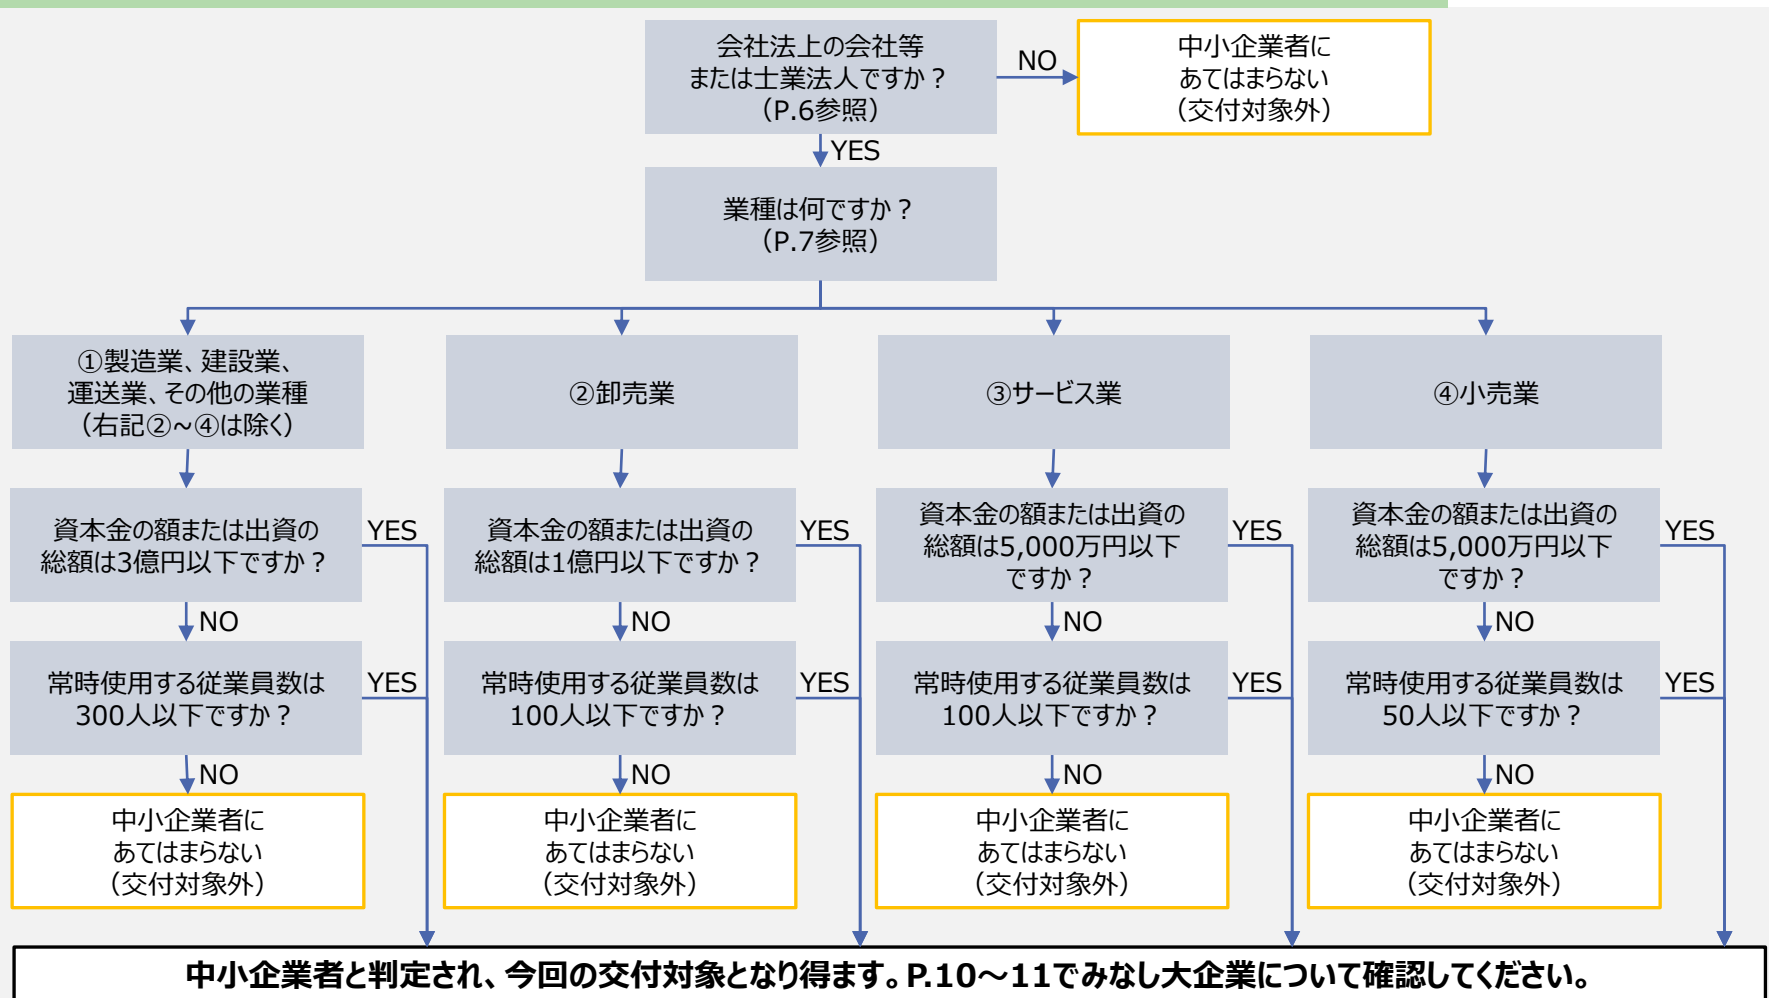 会社法上の会社等
または士業法人ですか？
（P.6参照）
NO
中小企業者に
あてはまらない
（交付対象外）
YES
業種は何ですか？
（P.7参照）
①製造業、建設業、
運送業、その他の業種
（右記②~④は除く）
②卸売業
③サービス業
④小売業
資本金の額または出資の
総額は3億円以下ですか？
YES
資本金の額または出資の
総額は1億円以下ですか？
YES
資本金の額または出資の
総額は5,000万円以下
ですか？
YES
資本金の額または出資の
総額は5,000万円以下
ですか？
YES
NO
NO
NO
NO
常時使用する従業員数は
300人以下ですか？
YES
常時使用する従業員数は
100人以下ですか？
YES
常時使用する従業員数は
100人以下ですか？
YES
常時使用する従業員数は
50人以下ですか？
YES
NO
NO
NO
NO
中小企業者に
あてはまらない
（交付対象外）
中小企業者に
あてはまらない
（交付対象外）
中小企業者に
あてはまらない
（交付対象外）
中小企業者に
あてはまらない
（交付対象外）
中小企業者と判定され、今回の交付対象となり得ます。P.10～11でみなし大企業について確認してください。